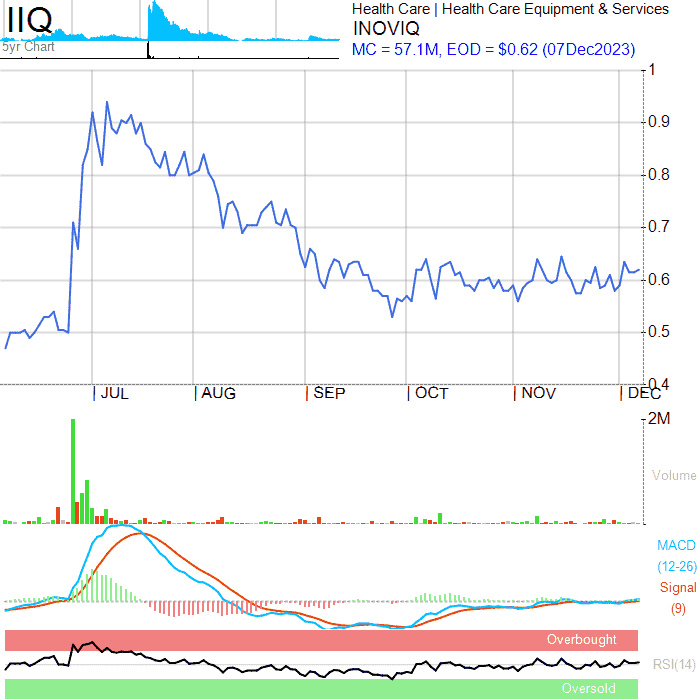 IIQ
5yr Chart
Health Care | Health Care Equipment & Services
INOVIQ
MC = 57.1M, EOD = $0.62 (07Dec2023)
1
0.9
0.8
0.7
0.6
0.5
0.4
JUL
AUG
SEP
OCT
NOV
DEC
2M
Volume
MACD
(12-26)
Signal
(9)
Overbought
RSI(14)
Oversold